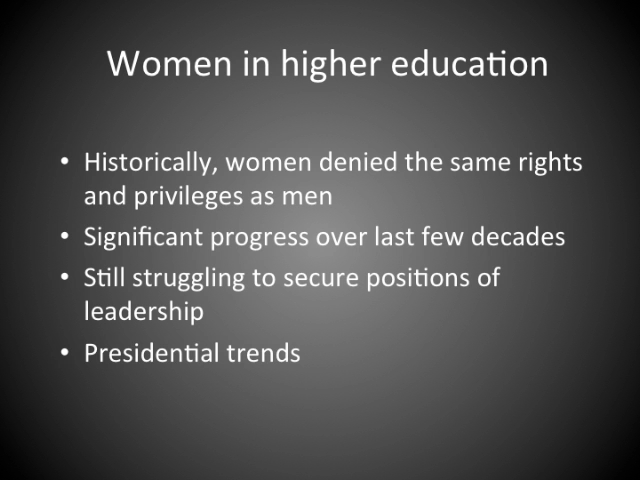 Women in higher education
• Historically, women denied the same rights
and privileges as men
• Significant progress over last few decades
• Still struggling to secure positions of
leadership
• Presidential trends